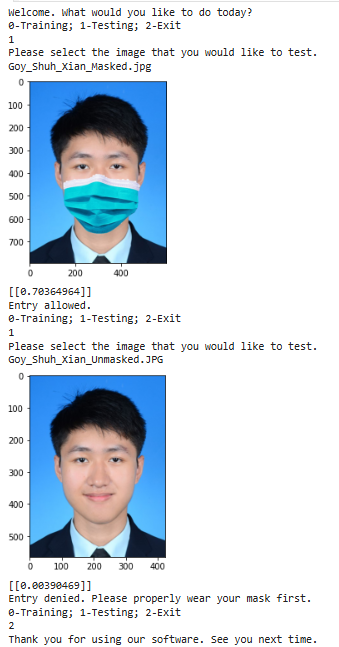 Welcome. What would you like to do today?
0-Training; 1-Testing; 2-Exit
1
Please select the image that you would like to test.
Goy_Shuh_Xian_Masked.jpg
0
100
200
300
400
500
600
700
0 200 400
[[0.70364964]]
Entry allowed.
0-Training; 1-Testing; 2-Exit
1
Please select the image that you would like to test.
Goy_Shuh_Xian_Unmasked.JPG
0
100
200
300
400
500
0 100 200 300 400
[[0.00390469]]
Entry denied. Please properly wear your mask first.
0-Training; 1-Testing; 2-Exit
2
Thank you for using our software. See you next time.